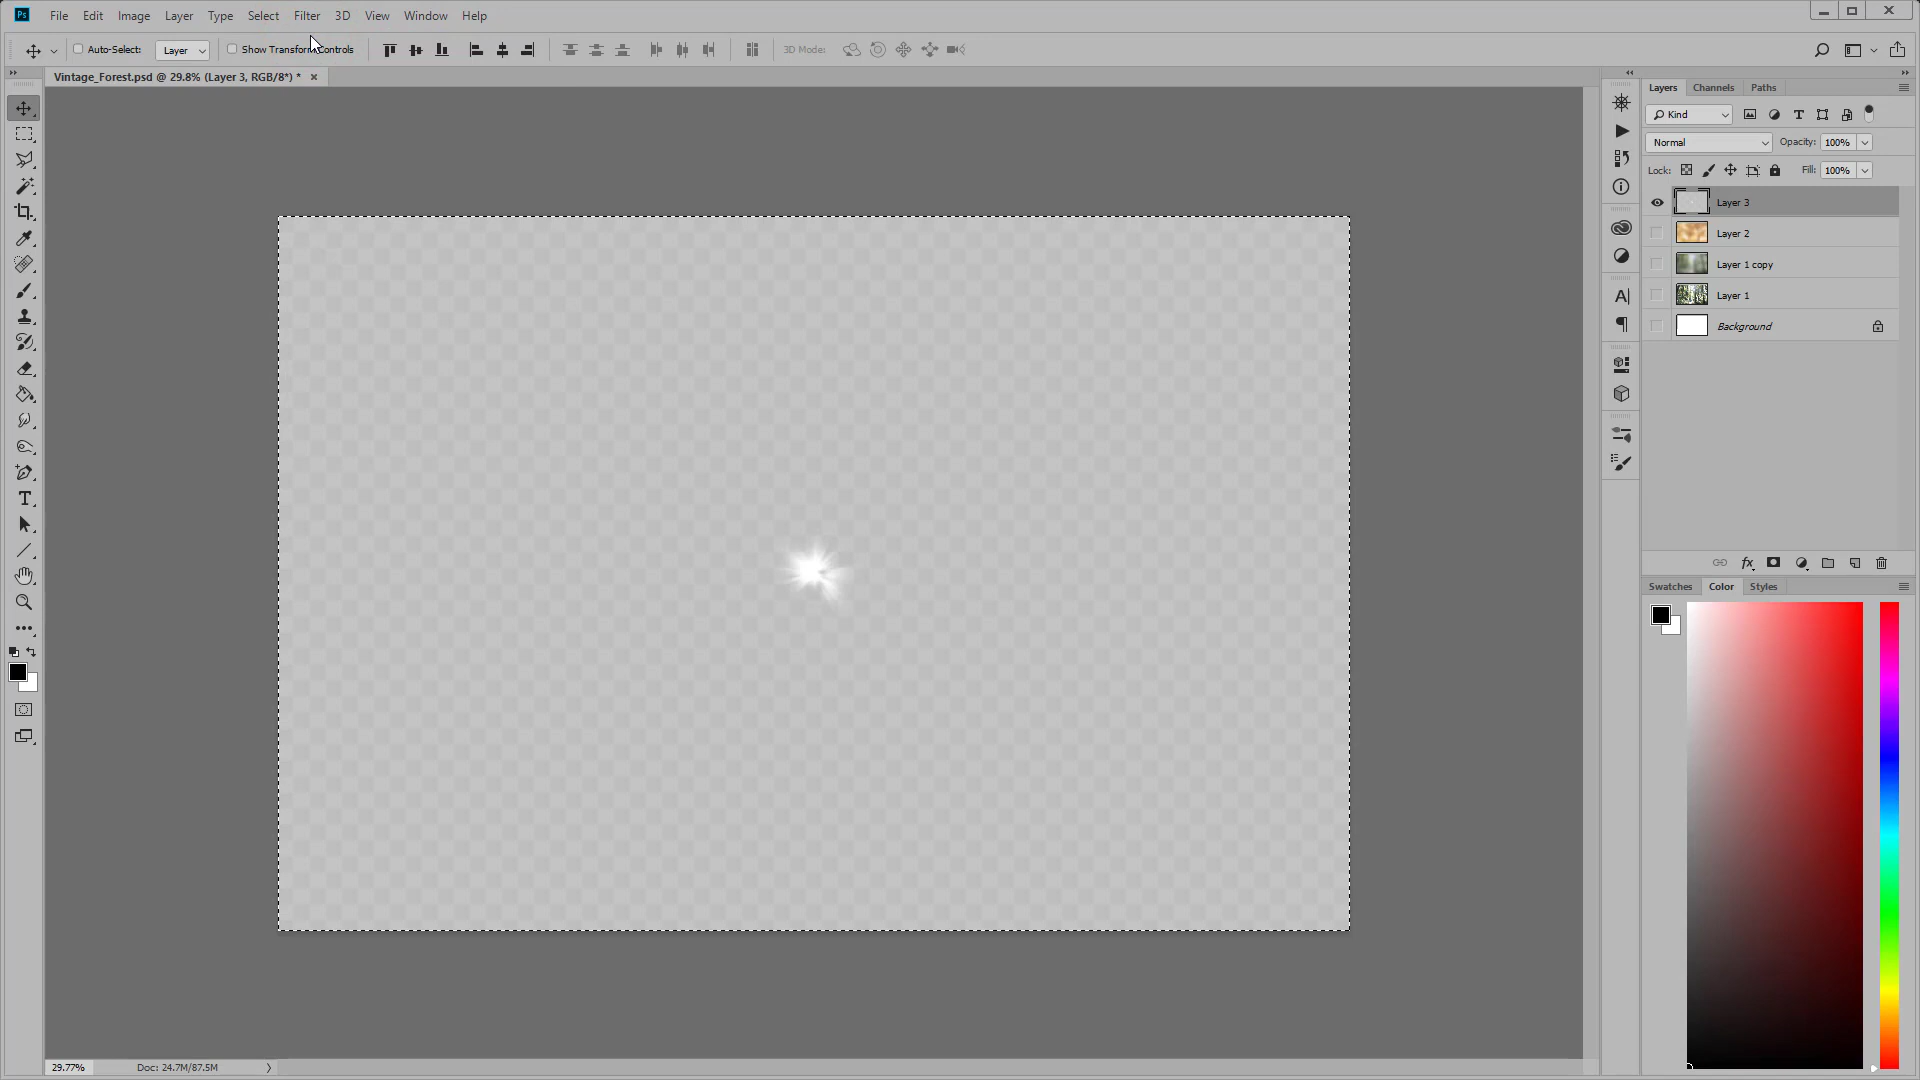 Ps File Edit Image Layer Type Select Filter 3D View Window Help
Auto-Select: Layer Show Transform Controls 3D Mode:
Vintage_Forest.psd @ 29.8% (Layer 3, RGB/8*) * ×
Layers Channels Paths
Kind
Normal Opacity: 100%
Lock: Fill: 100%
Layer 3
Layer 2
Layer 1 copy
Layer 1
Background
fx
Swatches Color Styles
29.77% Doc: 24.7M/87.5M